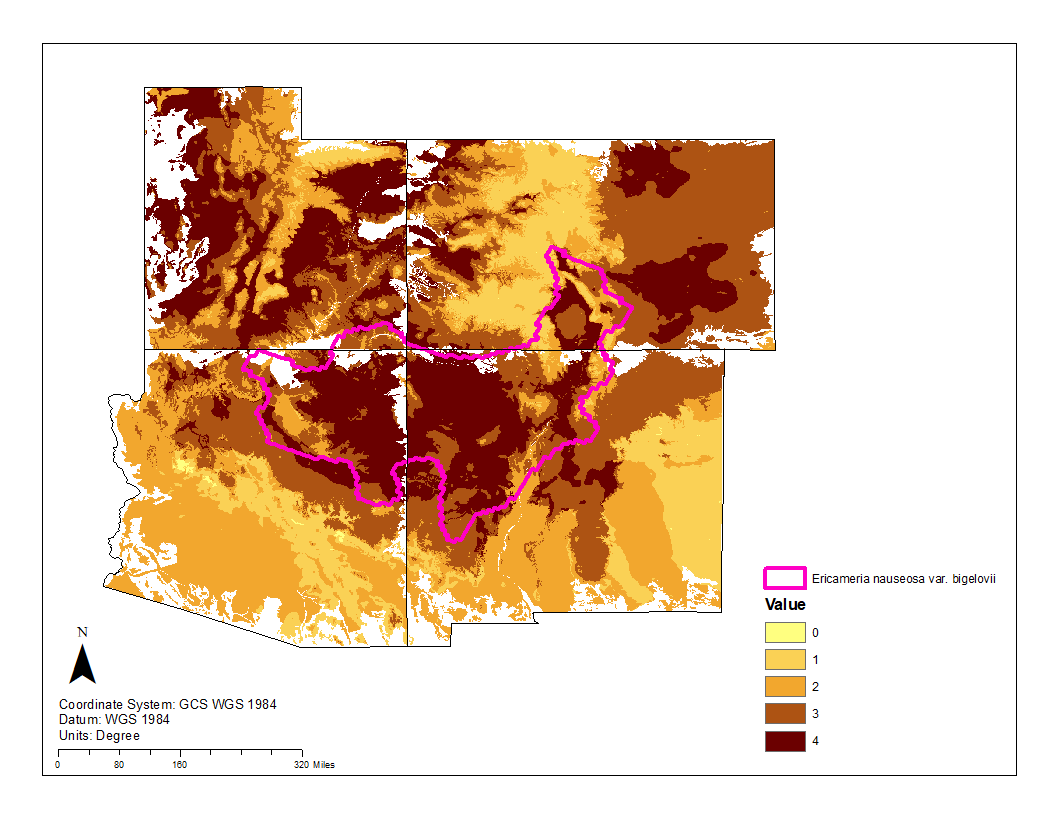 Ericameria nauseosa var. bigelovii
Value
0
1
2
3
4
N
Coordinate System: GCS WGS 1984
Datum: WGS 1984
Units: Degree
0 80 160 320 Miles